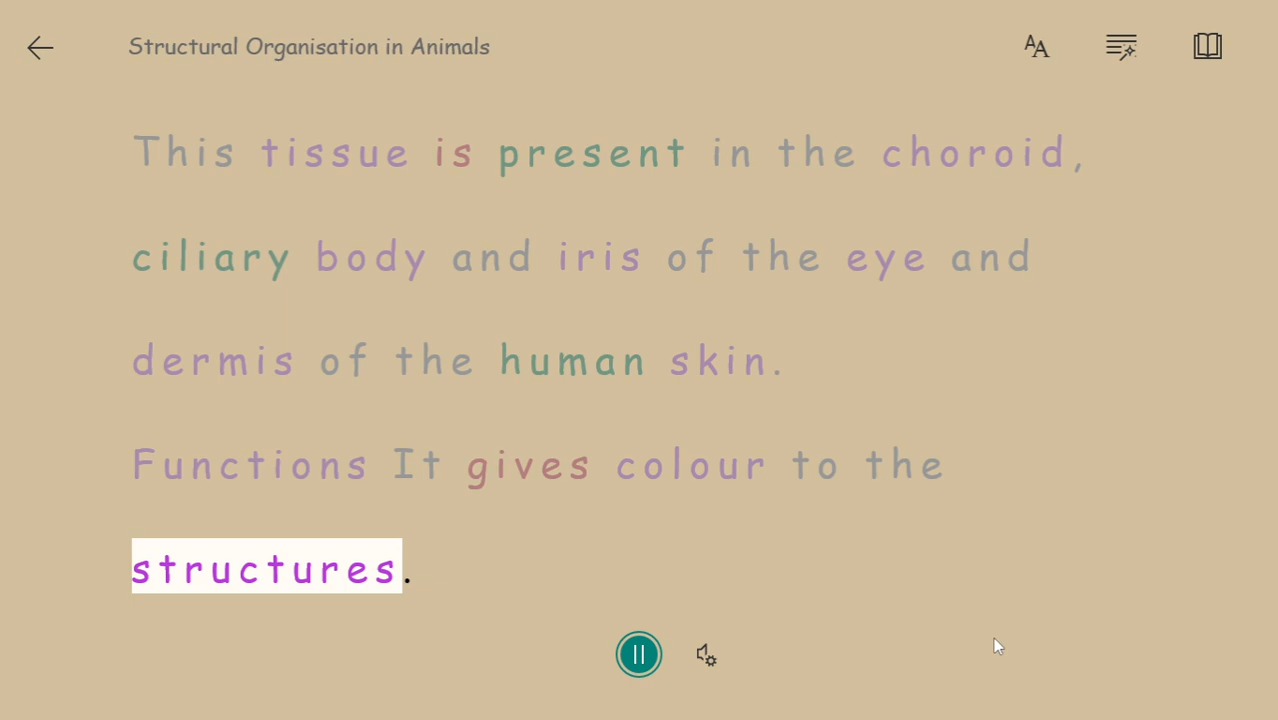 Structural Organisation in Animals
This tissue is present in the choroid,
ciliary body and iris of the eye and
dermis of the human skin.
Functions It gives colour to the
structures.